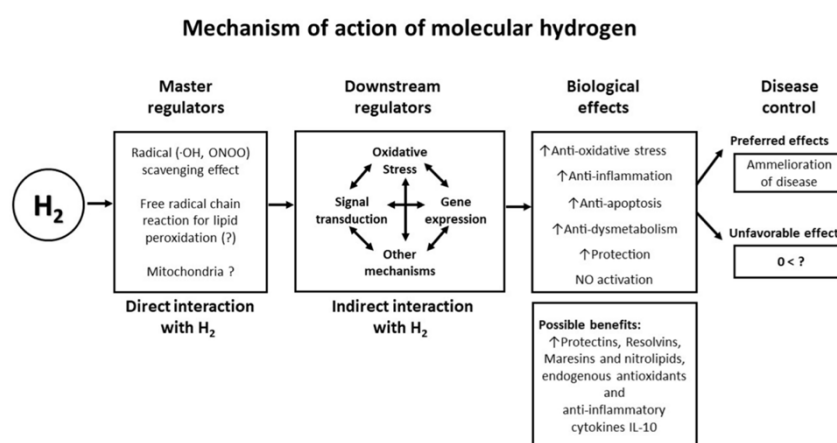 Mechanism of action of molecular hydrogen
Master
regulators
Downstream
regulators
Biological
effects
Disease
control
H₂
Radical (·OH, ONOO)
scavenging effect
Free radical chain
reaction for lipid
peroxidation (?)
Mitochondria ?
Direct interaction
with H₂
Oxidative
Stress
Signal
transduction
Gene
expression
Other
mechanisms
Indirect interaction
with H₂
↑Anti-oxidative stress
↑Anti-inflammation
↑Anti-apoptosis
↑Anti-dysmetabolism
↑Protection
NO activation
Possible benefits:
↑Protectins, Resolvins,
Maresins and nitrolipids,
endogenous antioxidants
and
anti-inflammatory
cytokines IL-10
Preferred effects
Ammelioration
of disease
Unfavorable effect
0 < ?